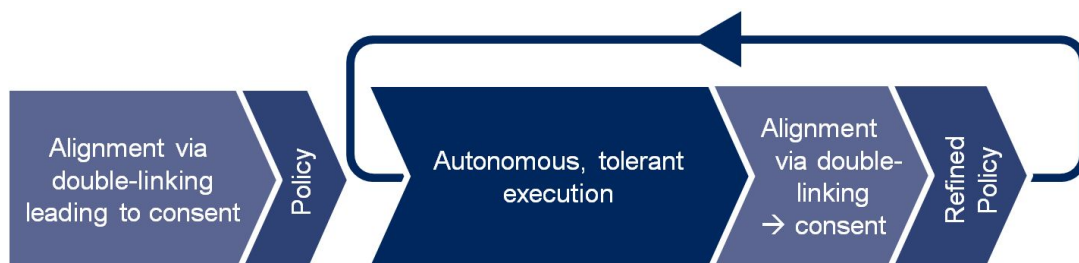 Alignment via
double-linking
leading to consent
Policy
Autonomous, tolerant
execution
Alignment
via double-
linking
→ consent
Refined
Policy